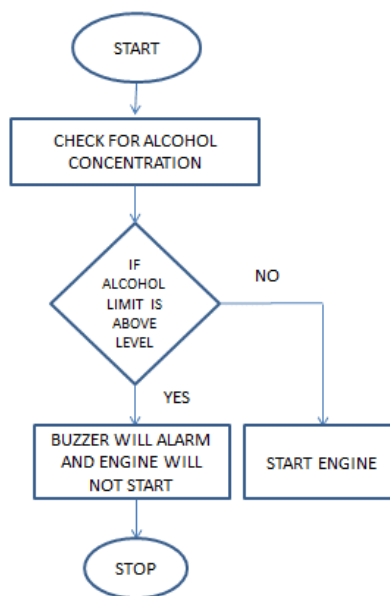 START
CHECK FOR ALCOHOL
CONCENTRATION
IF
ALCOHOL
LIMIT IS
ABOVE
LEVEL
NO
YES
BUZZER WILL ALARM
AND ENGINE WILL
NOT START
START ENGINE
STOP